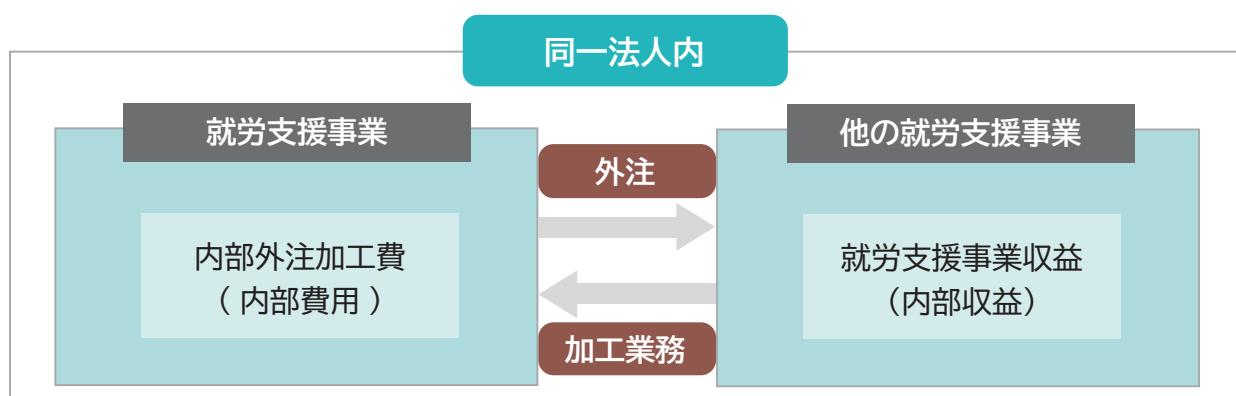 同一法人内
就労支援事業
他の就労支援事業
外注
内部外注加工費
（ 内部費用 ）
就労支援事業収益
（内部収益）
加工業務